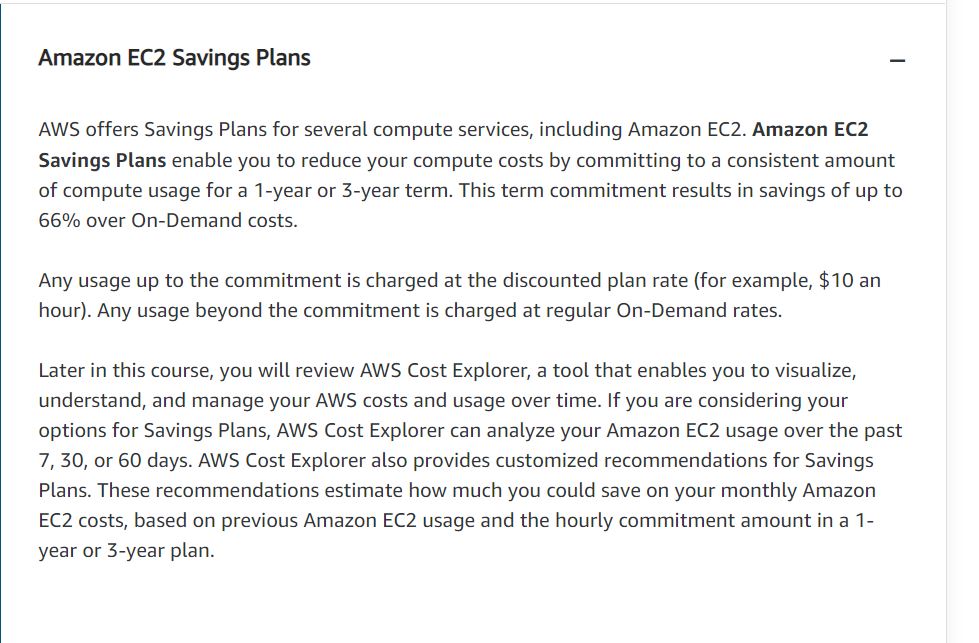 Amazon EC2 Savings Plans
AWS offers Savings Plans for several compute services, including Amazon EC2. Amazon EC2
Savings Plans enable you to reduce your compute costs by committing to a consistent amount
of compute usage for a 1-year or 3-year term. This term commitment results in savings of up to
66% over On-Demand costs.
Any usage up to the commitment is charged at the discounted plan rate (for example, $10 an
hour). Any usage beyond the commitment is charged at regular On-Demand rates.
Later in this course, you will review AWS Cost Explorer, a tool that enables you to visualize,
understand, and manage your AWS costs and usage over time. If you are considering your
options for Savings Plans, AWS Cost Explorer can analyze your Amazon EC2 usage over the past
7, 30, or 60 days. AWS Cost Explorer also provides customized recommendations for Savings
Plans. These recommendations estimate how much you could save on your monthly Amazon
EC2 costs, based on previous Amazon EC2 usage and the hourly commitment amount in a 1-
year or 3-year plan.